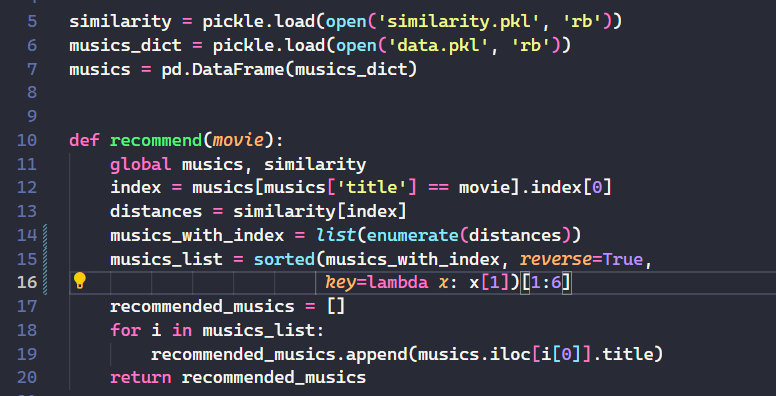 5 similarity = pickle.load(open('similarity.pkl', 'rb'))
6 musics_dict = pickle.load(open('data.pkl', 'rb'))
7 musics = pd.DataFrame(musics_dict)
8
9
10 def recommend(movie):
11     global musics, similarity
12     index = musics[musics['title'] == movie].index[0]
13     distances = similarity[index]
14     musics_with_index = list(enumerate(distances))
15     musics_list = sorted(musics_with_index, reverse=True,
16                          key=lambda x: x[1])[1:6]
17     recommended_musics = []
18     for i in musics_list:
19         recommended_musics.append(musics.iloc[i[0]].title)
20     return recommended_musics